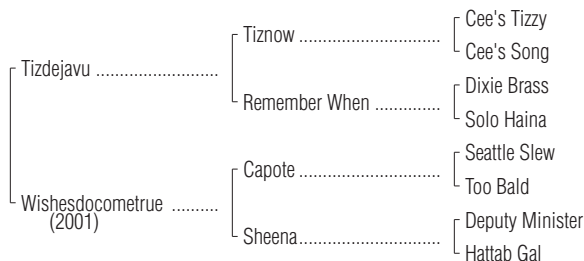 Cee's Tizzy
Tiznow ........................................
Cee's Song
Tizdejavu ...................................
Dixie Brass
Remember When ......................
Solo Haina
Seattle Slew
Capote ........................................
Too Bald
Wishesdocometrue .............
(2001)
Deputy Minister
Sheena ........................................
Hattab Gal